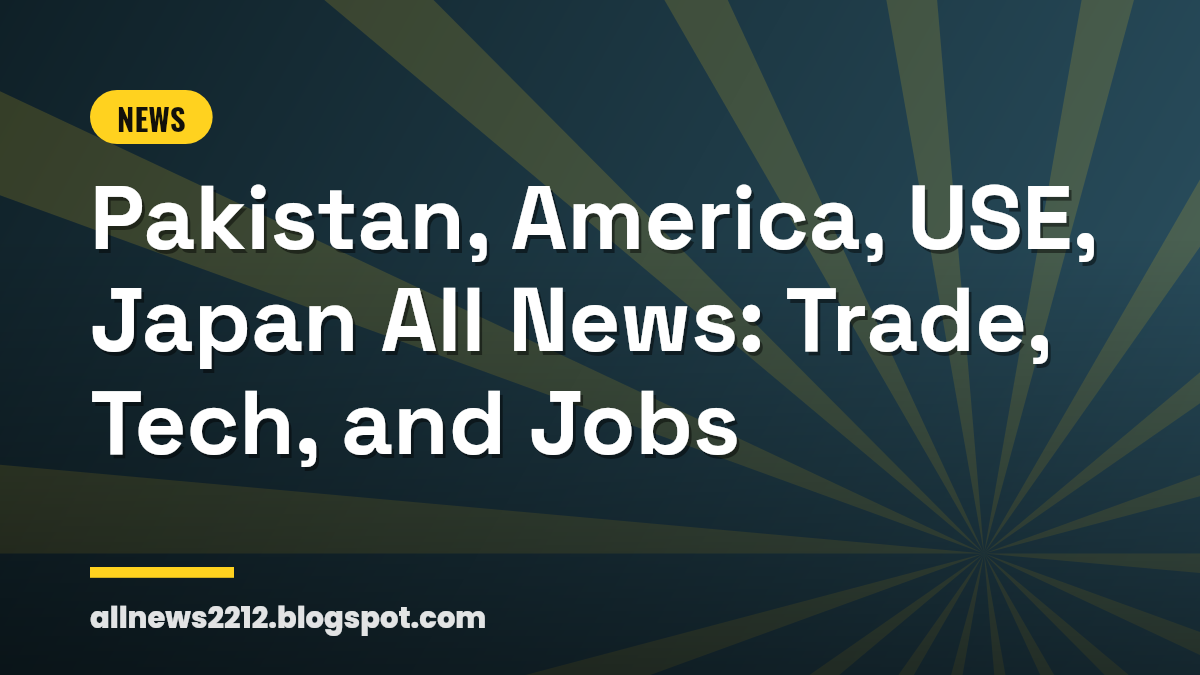 NEWS
Pakistan, America, USE,
Japan All News: Trade,
Tech, and Jobs
allnews2212.blogspot.com